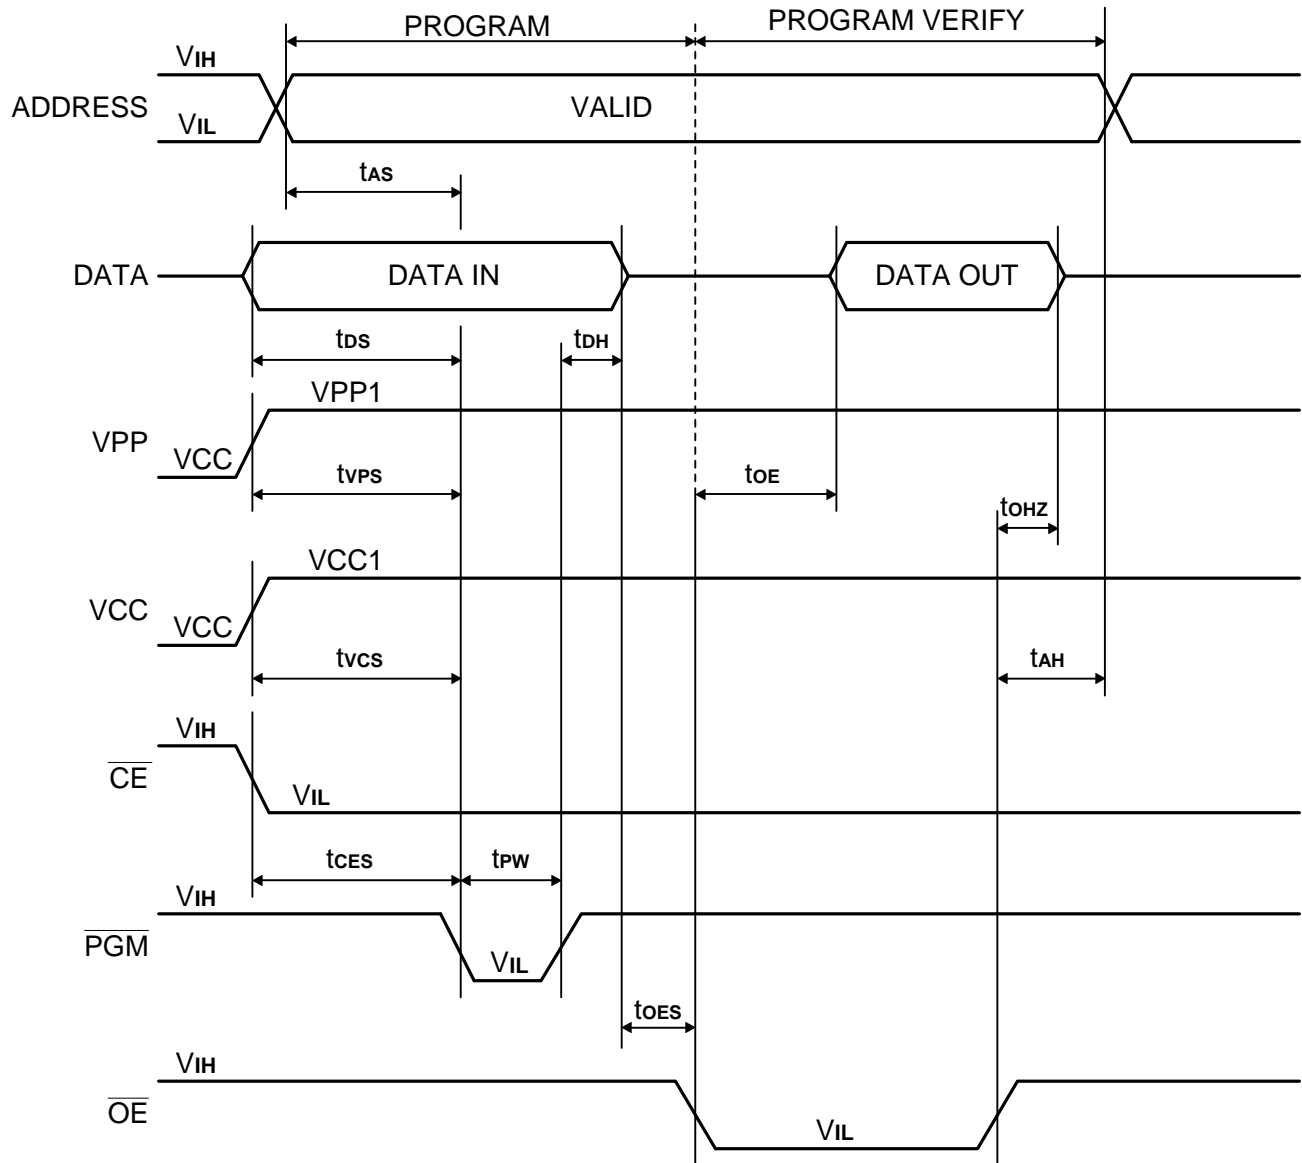 PROGRAM
PROGRAM VERIFY
VIH
ADDRESS
VALID
VIL
tAS
DATA
DATA IN
DATA OUT
tDS
tDH
VPP1
VPP
VCC
tVPS
tOE
tOHZ
VCC1
VCC
VCC
tVCS
tAH
VIH
CE
VIL
tCES
tPW
VIH
PGM
VIL
tOES
VIH
OE
VIL